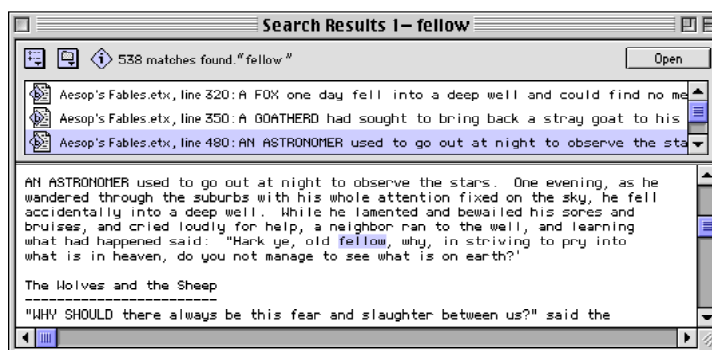 Search Results 1– fellow
538 matches found. “ fellow ”
Open
Aesop's Fables.etx, line 320: A FOX one day fell into a deep well and could find no me
Aesop's Fables.etx, line 350: A GOATHERD had sought to bring back a stray goat to his
Aesop's Fables.etx, line 480: AN ASTRONOMER used to go out at night to observe the sta
AN ASTRONOMER used to go out at night to observe the stars.  One evening, as he
wandered through the suburbs with his whole attention fixed on the sky, he fell
accidentally into a deep well.  While he lamented and bewailed his sores and
bruises, and cried loudly for help, a neighbor ran to the well, and learning
what had happened said:  "Hark ye, old fellow, why, in striving to pry into
what is in heaven, do you not manage to see what is on earth?'
The Wolves and the Sheep
------------------------
"WHY SHOULD there always be this fear and slaughter between us?" said the